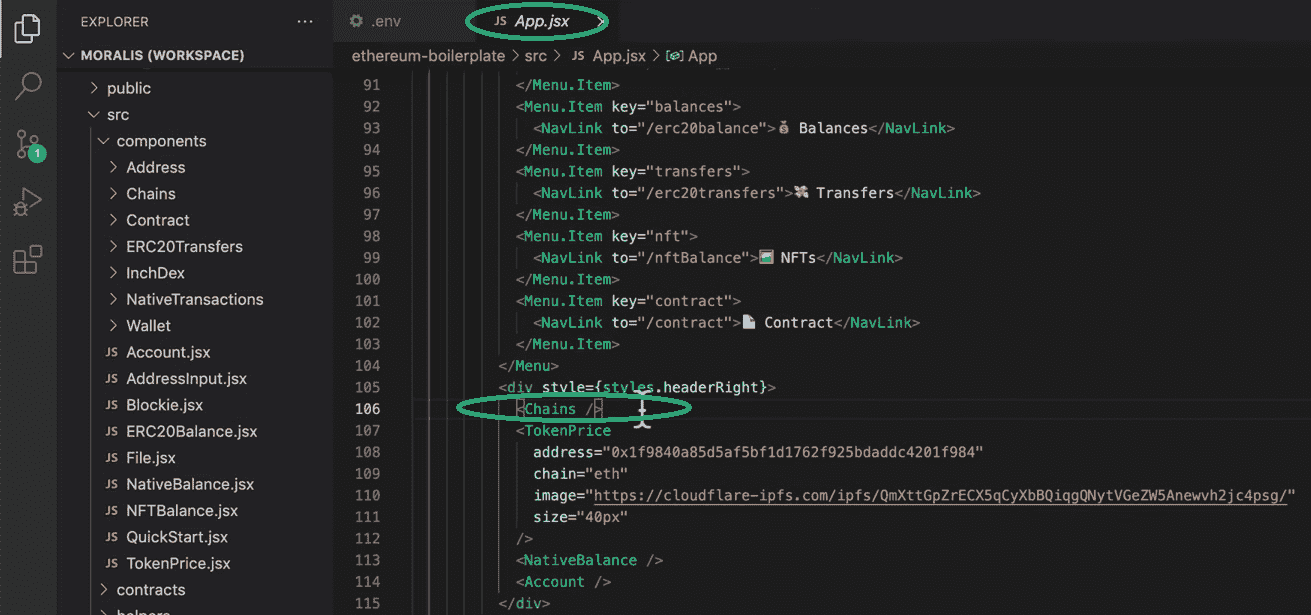 EXPLORER
...
MORALIS (WORKSPACE)
public
src
components
Address
Chains
Contract
ERC20Transfers
InchDex
NativeTransactions
Wallet
JS Account.jsx
JS AddressInput.jsx
JS Blockie.jsx
JS ERC20Balance.jsx
JS File.jsx
JS NativeBalance.jsx
JS NFTBalance.jsx
JS QuickStart.jsx
JS TokenPrice.jsx
contracts
helpers
1
.env
JS App.jsx
ethereum-boilerplate > src > JS App.jsx > App
91 </Menu.Item>
92 <Menu.Item key="balances">
93 <NavLink to="/erc20balance">💰 Balances</NavLink>
94 </Menu.Item>
95 <Menu.Item key="transfers">
96 <NavLink to="/erc20transfers">💸 Transfers</NavLink>
97 </Menu.Item>
98 <Menu.Item key="nft">
99 <NavLink to="/nftBalance">🖼 NFTs</NavLink>
100 </Menu.Item>
101 <Menu.Item key="contract">
102 <NavLink to="/contract">📄 Contract</NavLink>
103 </Menu.Item>
104 </Menu>
105 <div style={styles.headerRight}>
106 <Chains />
107 <TokenPrice
108 address="0x1f9840a85d5af5bf1d1762f925bdaddc4201f984"
109 chain="eth"
110 image="https://cloudflare-ipfs.com/ipfs/QmXttGpZrECX5qCyXbBQiqgQNytVGeZW5Anewvh2jc4psg/"
111 size="40px"
112 />
113 <NativeBalance />
114 <Account />
115 </div>